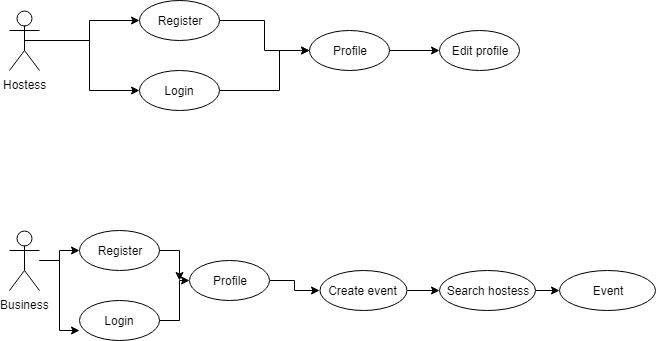 Register
Hostess
Login
Profile
Edit profile
Register
Business
Login
Profile
Create event
Search hostess
Event